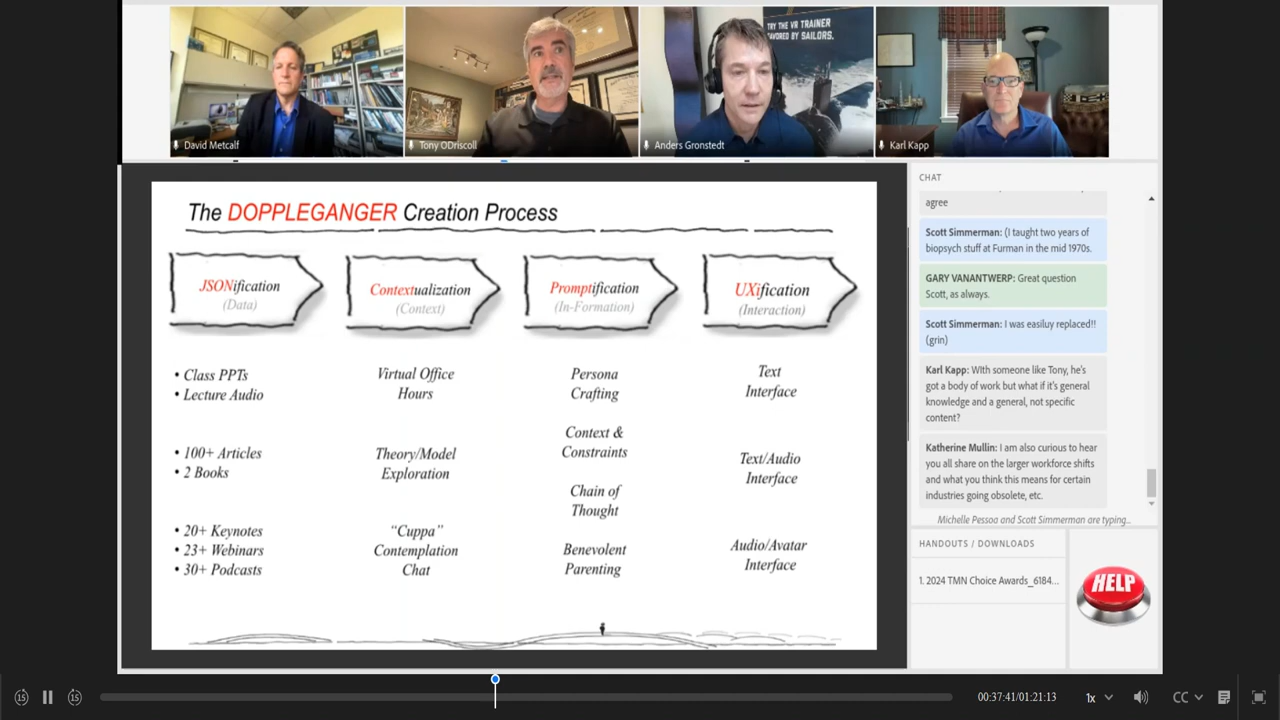 TRY THE VR TRAINER
FAVORED BY SAILORS.
David Metcalf
Tony ODriscoll
Anders Gronstedt
Karl Kapp
The DOPPLEGANGER Creation Process
JSONification
(Data)
Contextualization
(Context)
Promptification
(In-Formation)
UXification
(Interaction)
• Class PPTs
• Lecture Audio
• 100+ Articles
• 2 Books
• 20+ Keynotes
• 23+ Webinars
• 30+ Podcasts
Virtual Office
Hours
Theory/Model
Exploration
“Cuppa”
Contemplation
Chat
Persona
Crafting
Context &
Constraints
Chain of
Thought
Benevolent
Parenting
Text
Interface
Text/Audio
Interface
Audio/Avatar
Interface
CHAT
agree
Scott Simmerman: (I taught two years of
biopsych stuff at Furman in the mid 1970s.
GARY VANANTWERP: Great question
Scott, as always.
Scott Simmerman: I was easiluy replaced!!
(grin)
Karl Kapp: WIth someone like Tony, he's
got a body of work but what if it's general
knowledge and a general, not specific
content?
Katherine Mullin: I am also curious to hear
you all share on the larger workforce shifts
and what you think this means for certain
industries going obsolete, etc.
Michelle Pessoa and Scott Simmerman are typing...
HANDOUTS / DOWNLOADS
1. 2024 TMN Choice Awards_6184...
HELP
15
15
00:37:41/01:21:13
1x
CC